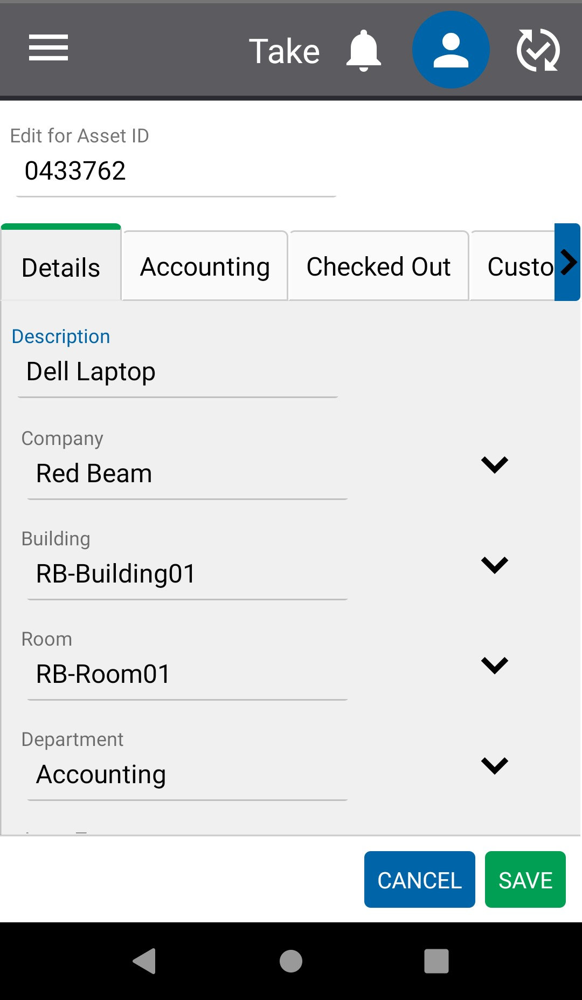 Take
Edit for Asset ID
0433762
Details Accounting Checked Out Custo
Description
Dell Laptop
Company
Red Beam
Building
RB-Building01
Room
RB-Room01
Department
Accounting
CANCEL SAVE